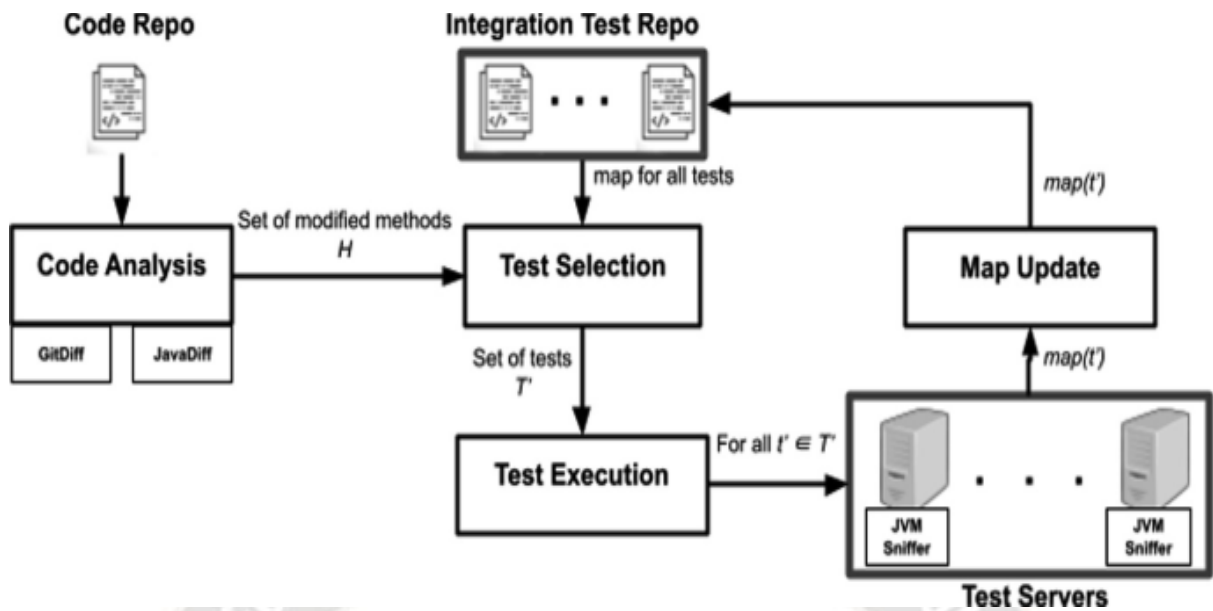 Code Repo
Integration Test Repo
</>
</>
map for all tests
map(t')
Set of modified methods
H
Code Analysis
Test Selection
Map Update
GitDiff
JavaDiff
Set of tests
T'
map(t')
Test Execution
For all t' ∈ T'
JVM
Sniffer
JVM
Sniffer
Test Servers